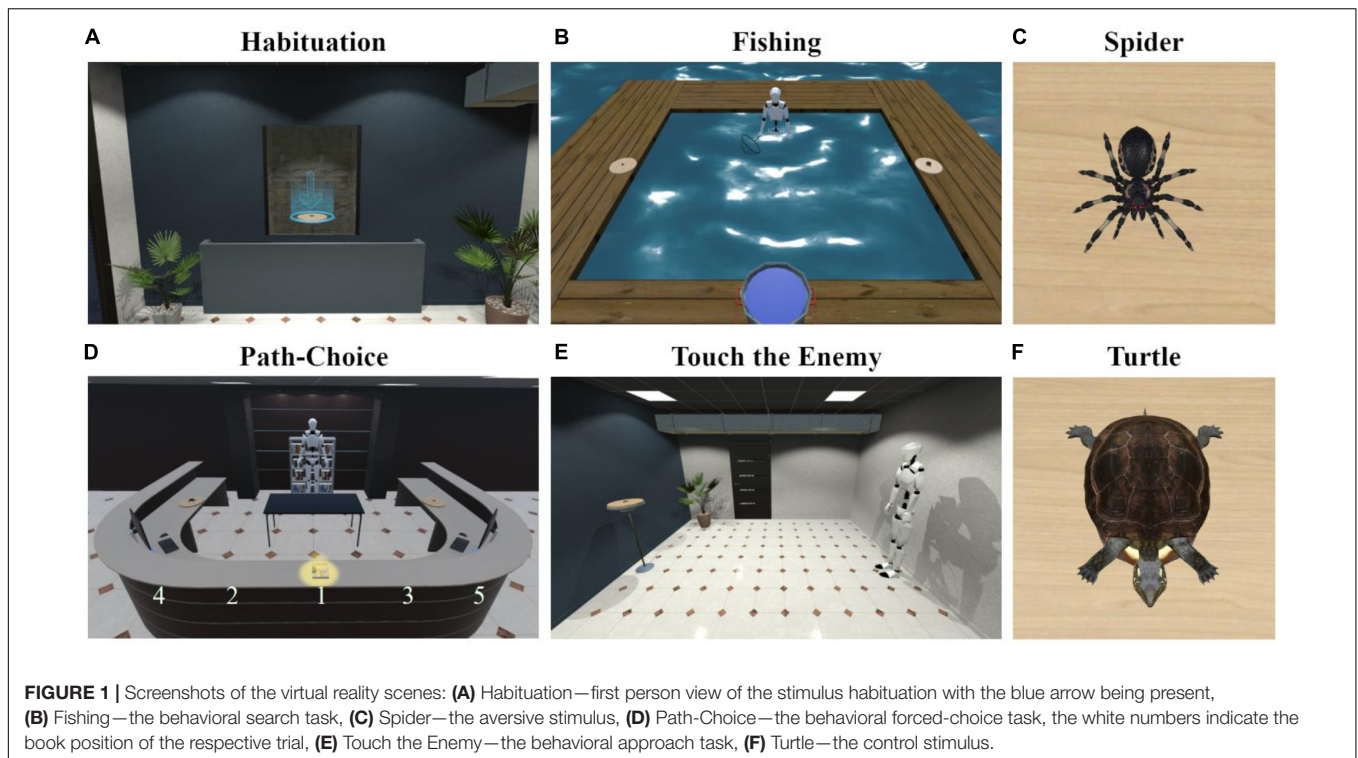 A Habituation
B Fishing
C Spider
D Path-Choice
E Touch the Enemy
F Turtle
4 2 1 3 5
FIGURE 1 | Screenshots of the virtual reality scenes: (A) Habituation—first person view of the stimulus habituation with the blue arrow being present,
(B) Fishing—the behavioral search task, (C) Spider—the aversive stimulus, (D) Path-Choice—the behavioral forced-choice task, the white numbers indicate the
book position of the respective trial, (E) Touch the Enemy—the behavioral approach task, (F) Turtle—the control stimulus.